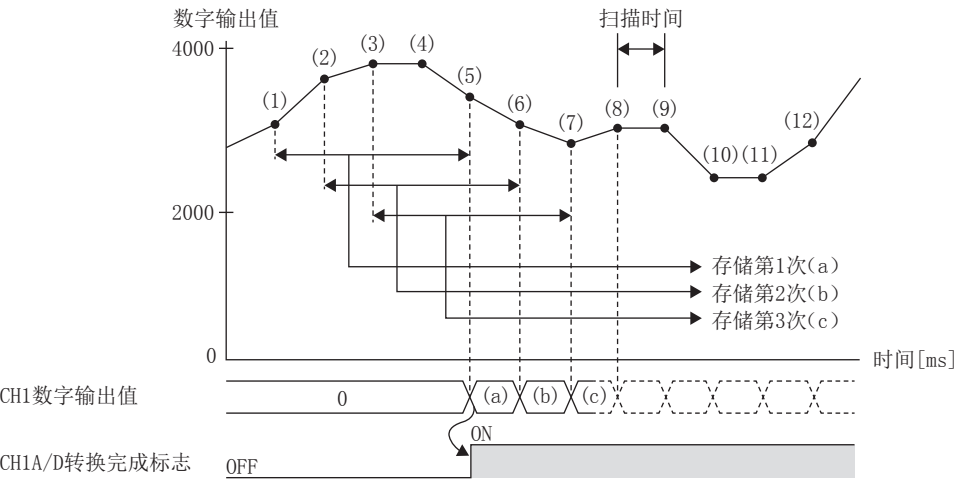 数字输出值
扫描时间
4000
(1)
(2)
(3)
(4)
(5)
(6)
(7)
(8)
(9)
(10)
(11)
(12)
2000
存储第1次(a)
存储第2次(b)
存储第3次(c)
0
时间[ms]
CH1数字输出值
0
(a)
(b)
(c)
ON
CH1A/D转换完成标志
OFF